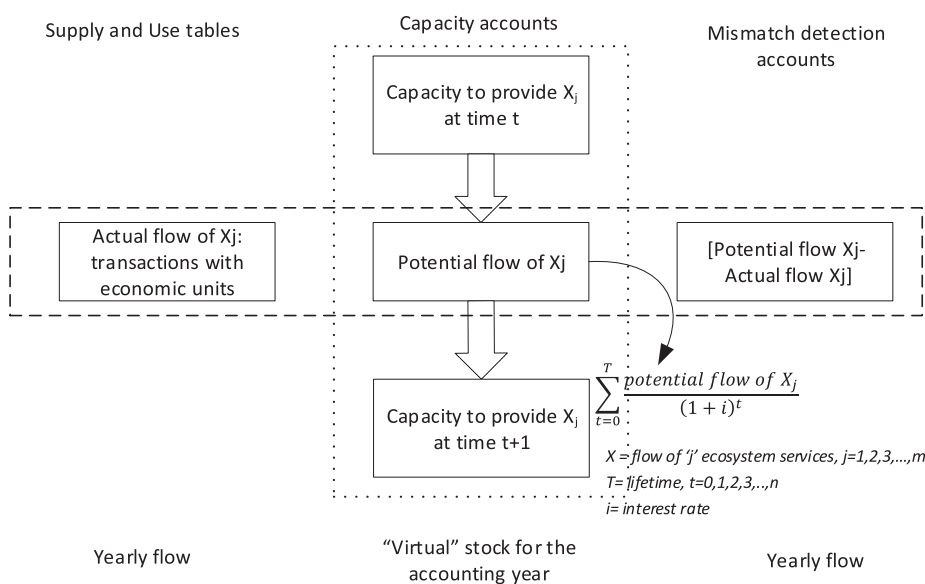 Supply and Use tables
Capacity accounts
Mismatch detection
accounts
Capacity to provide Xⱼ
at time t
Actual flow of Xj:
transactions with
economic units
Potential flow of Xj
[Potential flow Xj-
Actual flow Xj]
Capacity to provide Xⱼ
at time t+1
T
∑
t=0
potential flow of Xⱼ
(1 + i)ᵗ
X = flow of ‘j’ ecosystem services, j=1,2,3,...,m
T= lifetime, t=0,1,2,3,..,n
i= interest rate
Yearly flow
“Virtual” stock for the
accounting year
Yearly flow